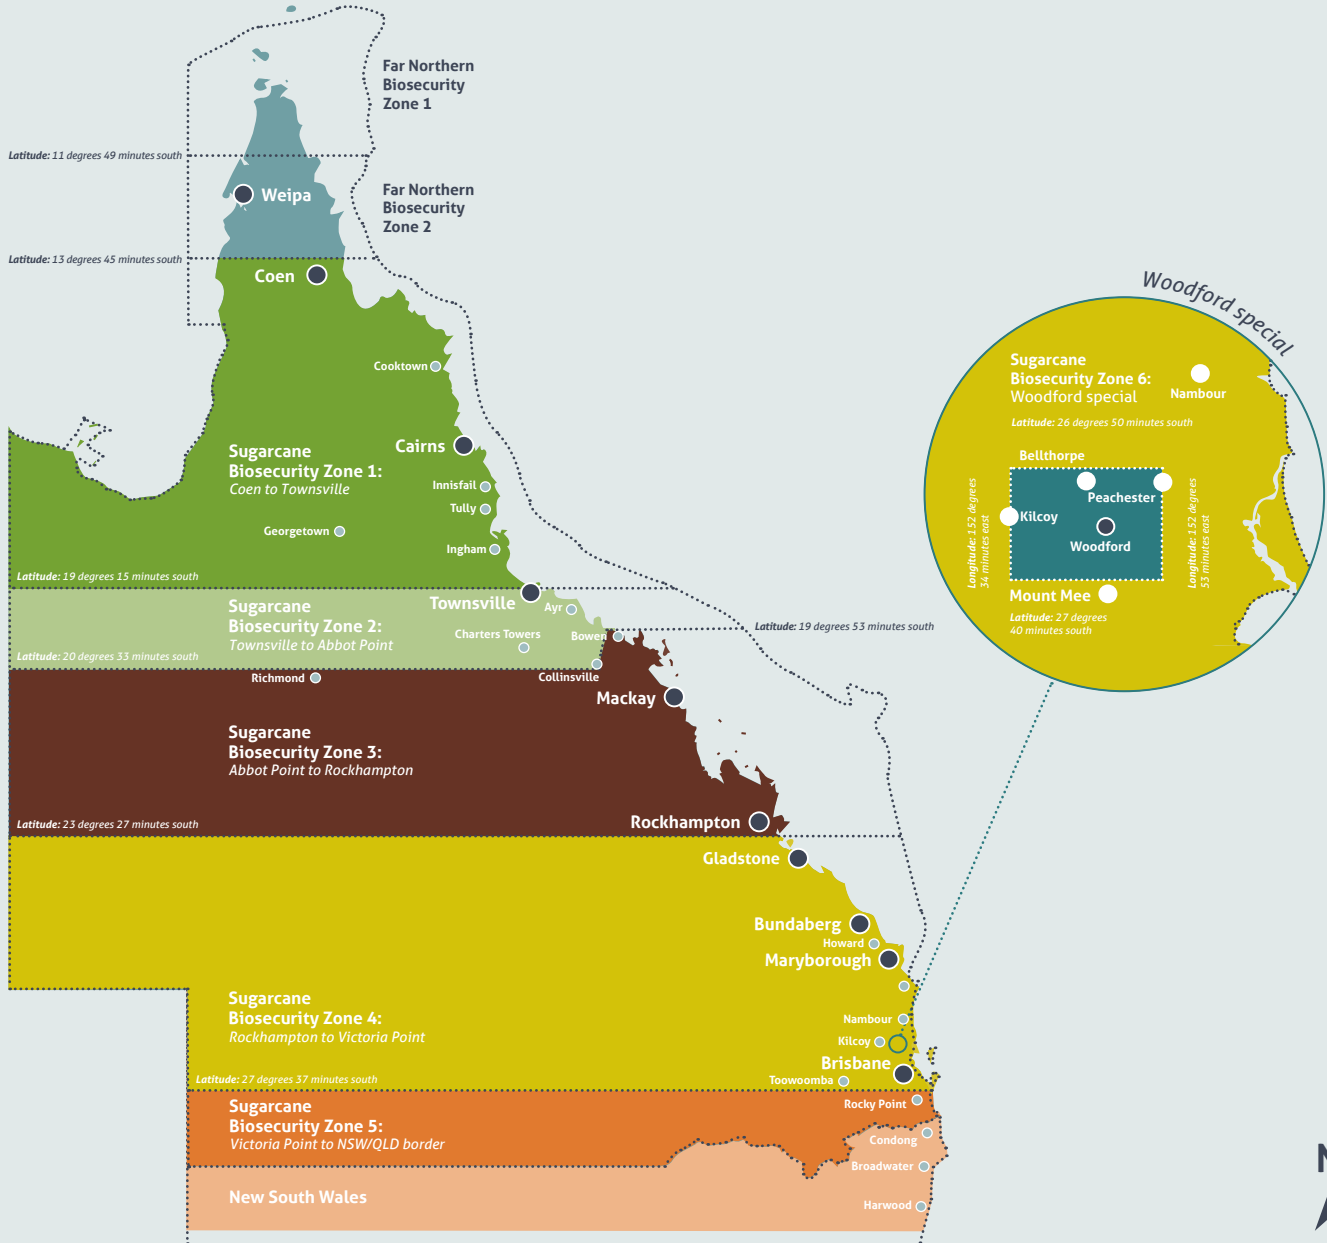 Far Northern
Biosecurity
Zone 1
Latitude: 11 degrees 49 minutes south
Far Northern
Biosecurity
Zone 2
Weipa
Latitude: 13 degrees 45 minutes south
Coen
Cooktown
Cairns
Sugarcane
Biosecurity Zone 1:
Coen to Townsville
Innisfail
Tully
Georgetown
Ingham
Latitude: 19 degrees 15 minutes south
Townsville
Ayr
Sugarcane
Biosecurity Zone 2:
Townsville to Abbot Point
Charters Towers
Bowen
Latitude: 19 degrees 53 minutes south
Latitude: 20 degrees 33 minutes south
Richmond
Collinsville
Mackay
Sugarcane
Biosecurity Zone 3:
Abbot Point to Rockhampton
Latitude: 23 degrees 27 minutes south
Rockhampton
Gladstone
Bundaberg
Howard
Maryborough
Sugarcane
Biosecurity Zone 4:
Rockhampton to Victoria Point
Nambour
Kilcoy
Brisbane
Latitude: 27 degrees 37 minutes south
Toowoomba
Sugarcane
Biosecurity Zone 5:
Victoria Point to NSW/QLD border
Rocky Point
Condong
Broadwater
New South Wales
Harwood
Woodford special
Sugarcane
Biosecurity Zone 6:
Woodford special
Nambour
Latitude: 26 degrees 50 minutes south
Bellthorpe
Peachester
Kilcoy
Woodford
Longitude: 152 degrees
34 minutes east
Longitude: 152 degrees
53 minutes east
Mount Mee
Latitude: 27 degrees
40 minutes south